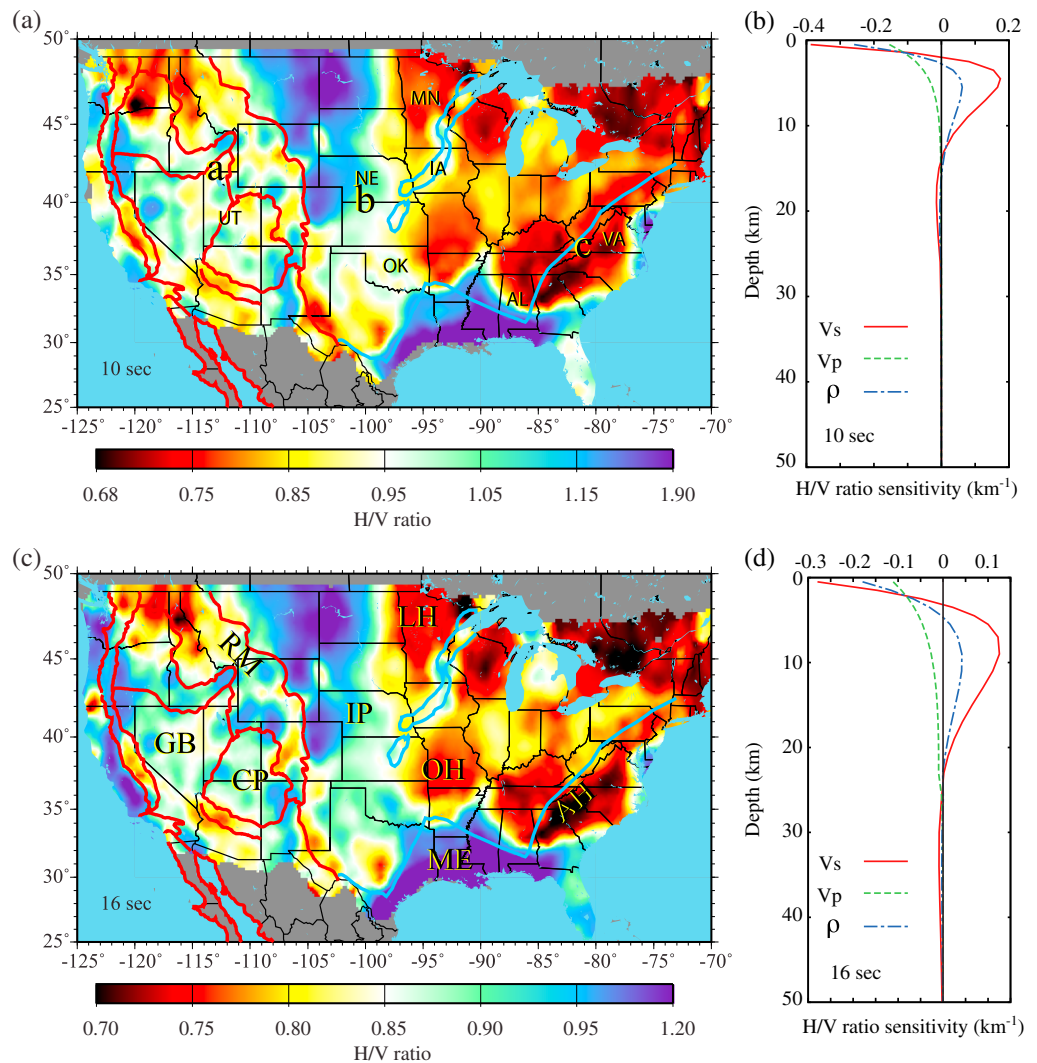 (a)
50˚
45˚
40˚
35˚
30˚
25˚
-125˚ -120˚ -115˚ -110˚ -105˚ -100˚ -95˚ -90˚ -85˚ -80˚ -75˚ -70˚
MN
IA
NE
a
b
UT
OK
c
VA
AL
10 sec
0.68 0.75 0.85 0.95 1.05 1.15 1.90
H/V ratio
(b)
-0.4 -0.2 0 0.2
0
10
20
30
40
50
Depth (km)
Vs
Vp
ρ
10 sec
H/V ratio sensitivity (km-1)
(c)
50˚
45˚
40˚
35˚
30˚
25˚
-125˚ -120˚ -115˚ -110˚ -105˚ -100˚ -95˚ -90˚ -85˚ -80˚ -75˚ -70˚
LH
RM
IP
GB
CP
OH
AH
ME
16 sec
0.70 0.75 0.80 0.85 0.90 0.95 1.20
H/V ratio
(d)
-0.3 -0.2 -0.1 0 0.1
0
10
20
30
40
50
Depth (km)
Vs
Vp
ρ
16 sec
H/V ratio sensitivity (km-1)